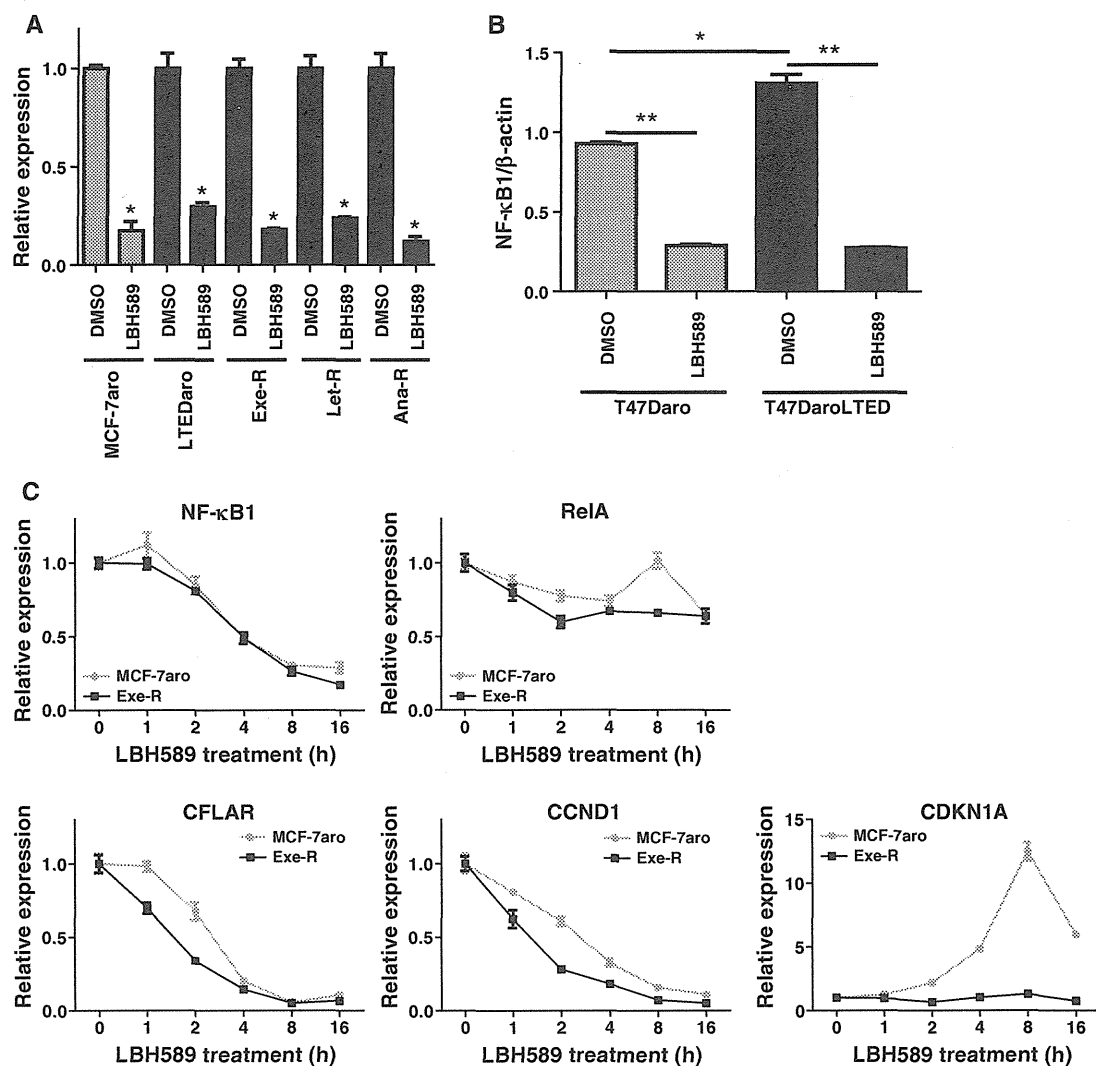 A
Relative expression
1.0
0.5
0.0
*
*
*
*
*
DMSO
LBH589
DMSO
LBH589
DMSO
LBH589
DMSO
LBH589
DMSO
LBH589
MCF-7aro
LTEDaro
Exe-R
Let-R
Ana-R
B
NF-κB1/β-actin
1.5
1.0
0.5
0.0
*
**
**
DMSO
LBH589
DMSO
LBH589
T47Daro
T47DaroLTED
C
NF-κB1
Relative expression
1.0
0.5
0.0
MCF-7aro
Exe-R
0 1 2 4 8 16
LBH589 treatment (h)
RelA
Relative expression
1.0
0.5
0.0
MCF-7aro
Exe-R
0 1 2 4 8 16
LBH589 treatment (h)
CFLAR
Relative expression
1.0
0.5
0.0
MCF-7aro
Exe-R
0 1 2 4 8 16
LBH589 treatment (h)
CCND1
Relative expression
1.0
0.5
0.0
MCF-7aro
Exe-R
0 1 2 4 8 16
LBH589 treatment (h)
CDKN1A
Relative expression
15
10
5
0
MCF-7aro
Exe-R
0 1 2 4 8 16
LBH589 treatment (h)